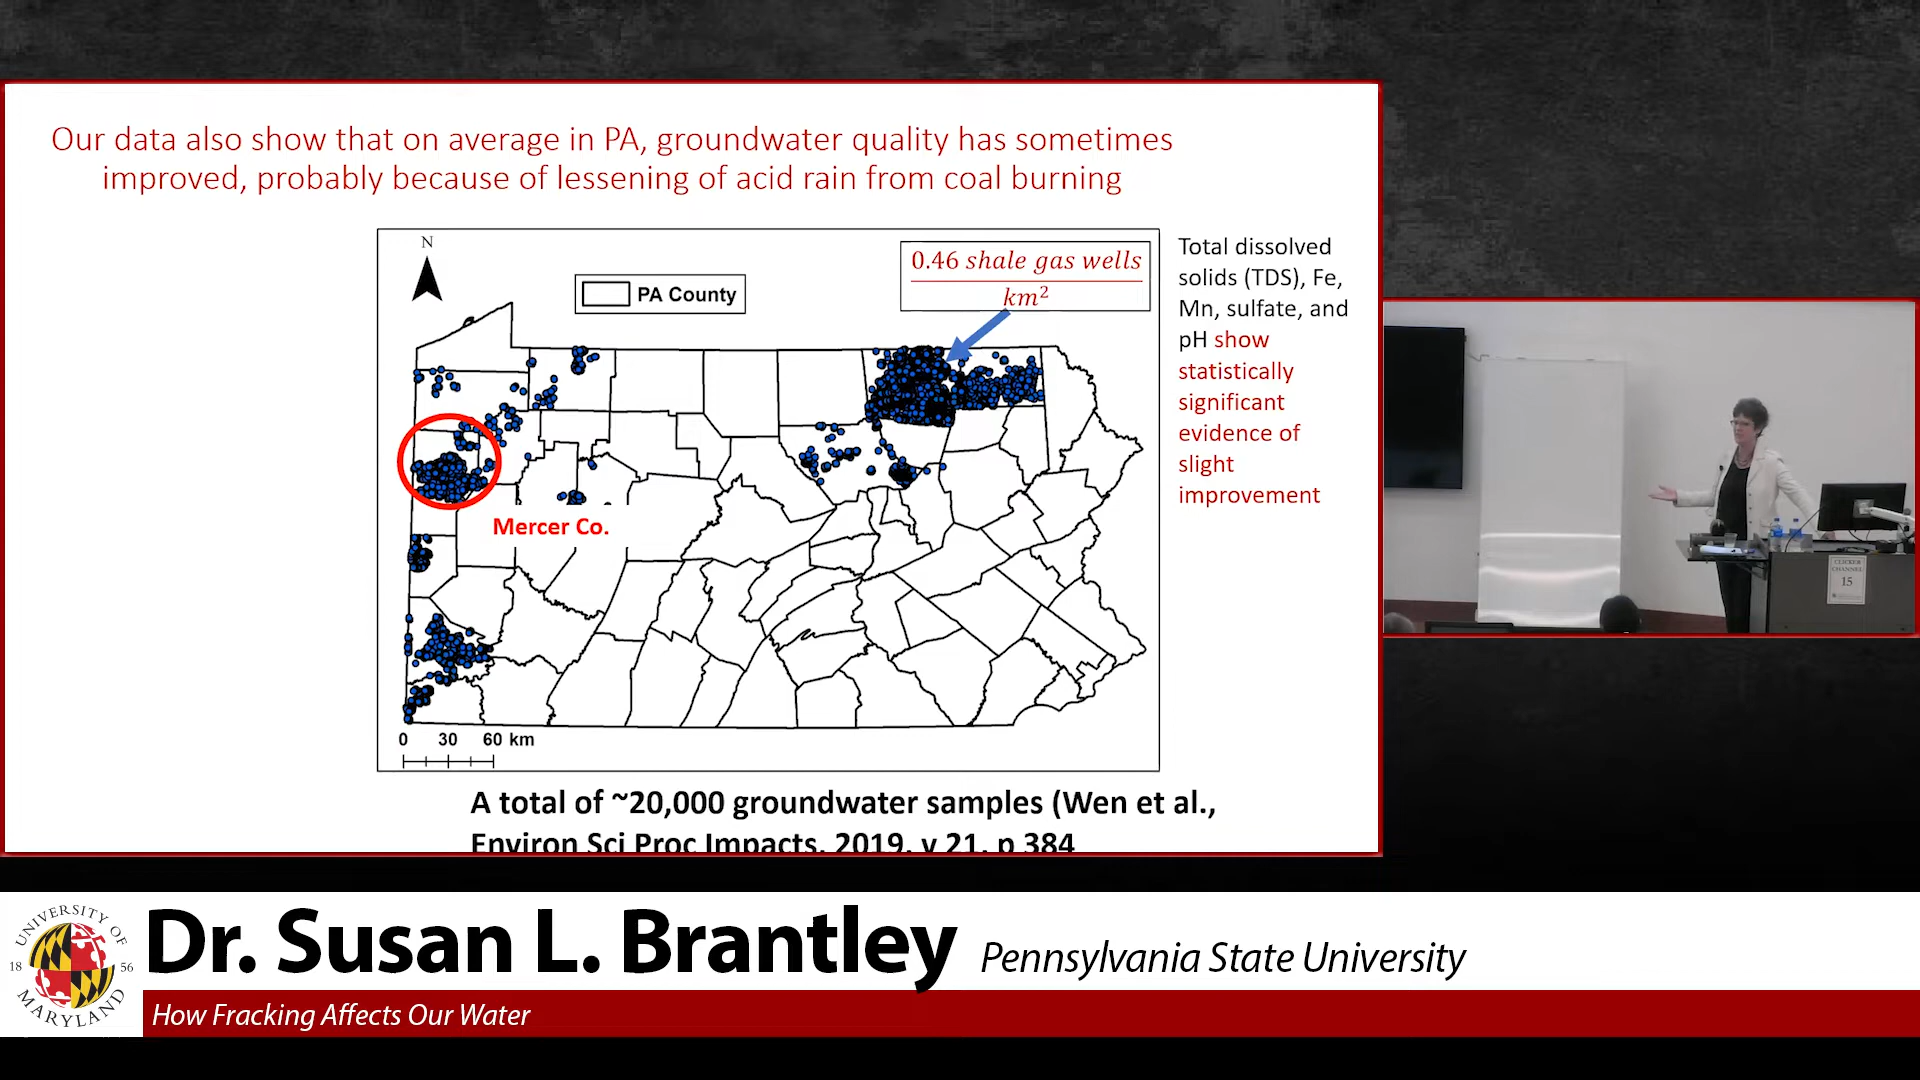 Our data also show that on average in PA, groundwater quality has sometimes
improved, probably because of lessening of acid rain from coal burning
N
PA County
0.46 shale gas wells
km²
Total dissolved
solids (TDS), Fe,
Mn, sulfate, and
pH show
statistically
significant
evidence of
slight
improvement
Mercer Co.
0 30 60 km
A total of ~20,000 groundwater samples (Wen et al.,
Environ Sci Proc Impacts, 2019, v 21, p 384
CLICKER
CHANNEL
15
UNIVERSITY OF
18 56
MARYLAND
Dr. Susan L. Brantley Pennsylvania State University
How Fracking Affects Our Water